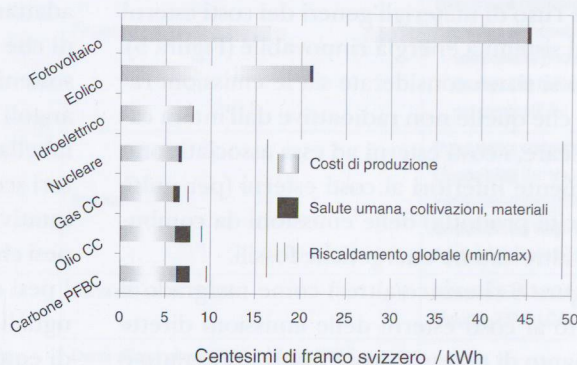 Fotovoltaico
Eolico
Idroelettrico
Nucleare
Gas CC
Olio CC
Carbone PFBC
Costi di produzione
Salute umana, coltivazioni, materiali
Riscaldamento globale (min/max)
0 5 10 15 20 25 30 35 40 45 50
Centesimi di franco svizzero / kWh